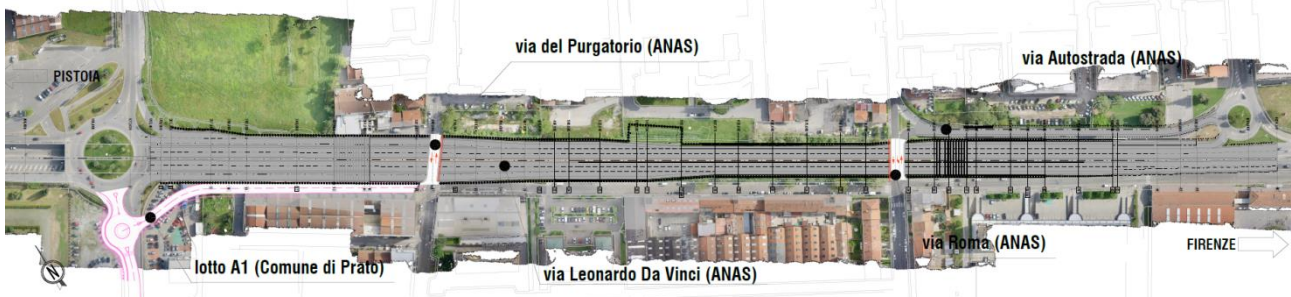 via del Purgatorio (ANAS)
via Autostrada (ANAS)
PISTOIA
via Roma (ANAS)
FIRENZE
lotto A1 (Comune di Prato)
via Leonardo Da Vinci (ANAS)
N